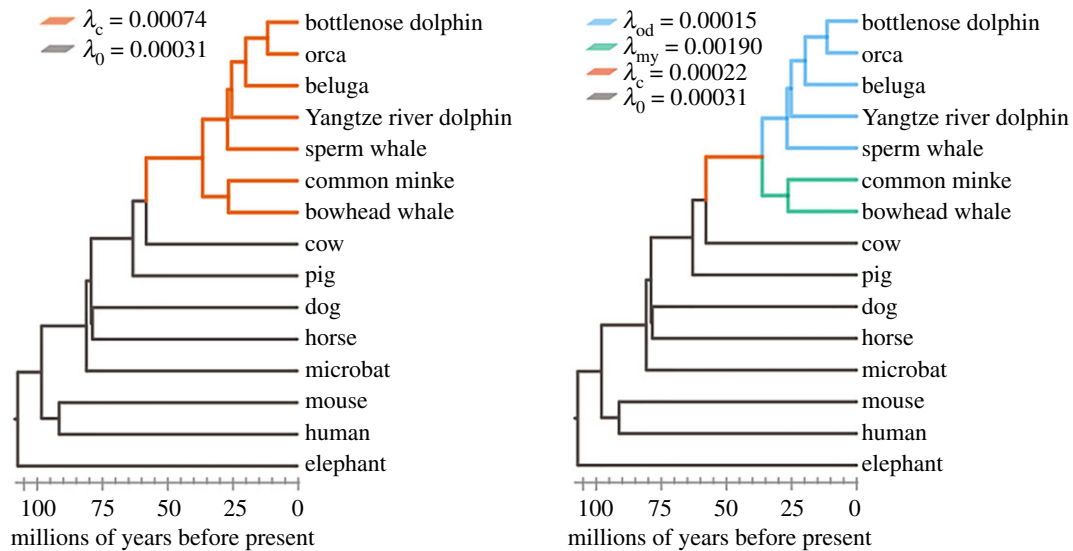 λc = 0.00074
λ0 = 0.00031
bottlenose dolphin
orca
beluga
Yangtze river dolphin
sperm whale
common minke
bowhead whale
cow
pig
dog
horse
microbat
mouse
human
elephant
100 75 50 25 0
millions of years before present
λod = 0.00015
λmy = 0.00190
λc = 0.00022
λ0 = 0.00031
bottlenose dolphin
orca
beluga
Yangtze river dolphin
sperm whale
common minke
bowhead whale
cow
pig
dog
horse
microbat
mouse
human
elephant
100 75 50 25 0
millions of years before present